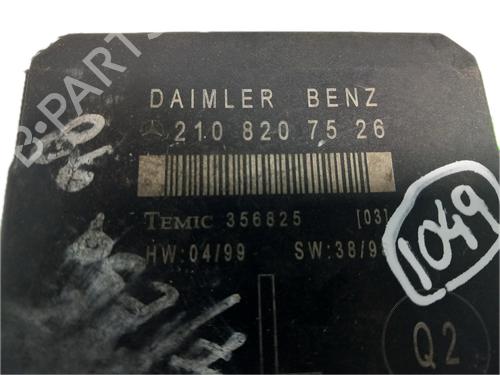 B-PARTS
DAIMLER BENZ
210 820 75 26
TEMIC 356825 [03]
HW:04/99 SW:38/9
1049
Q2